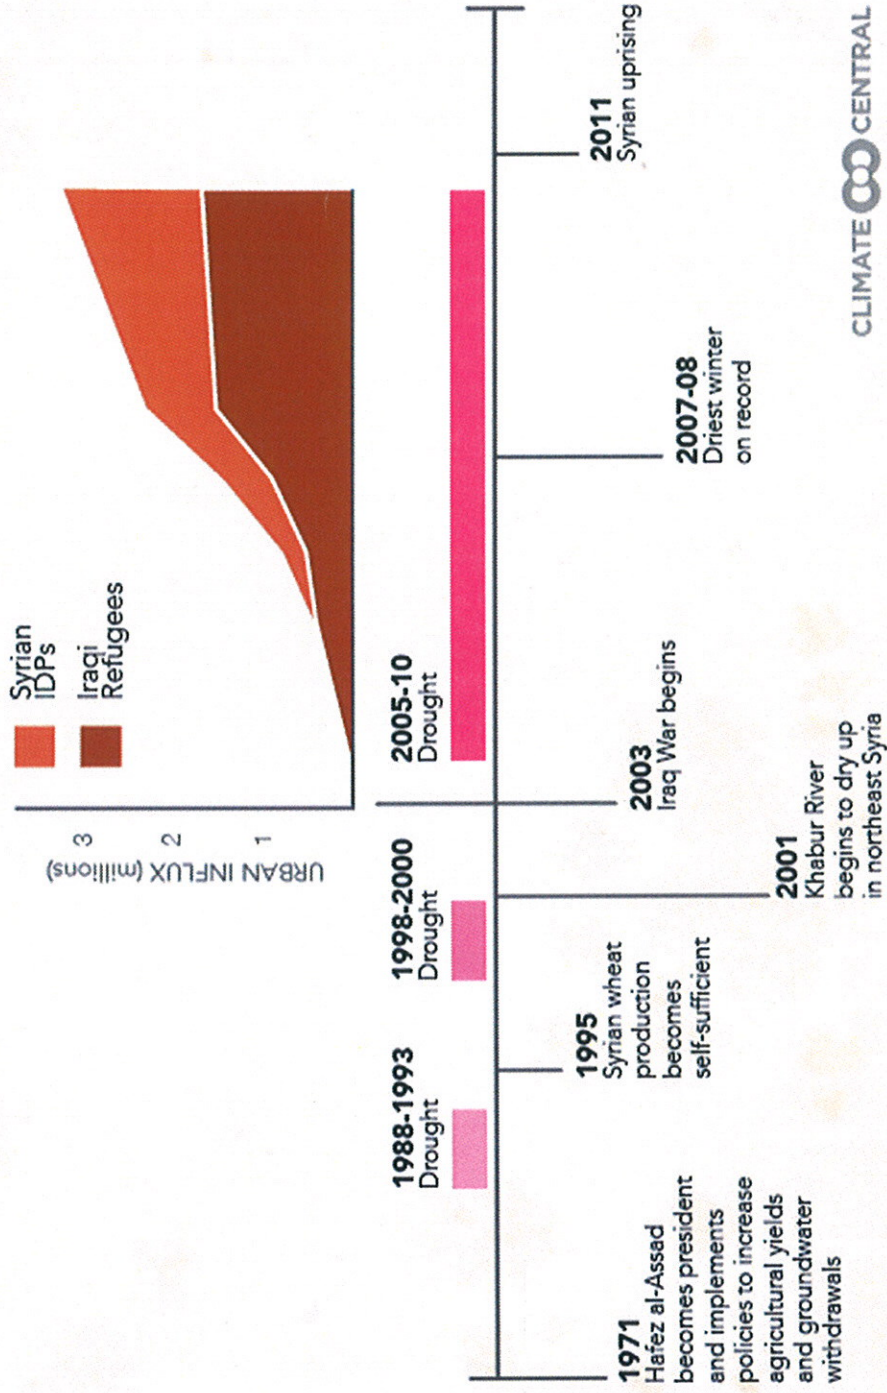 Syrian
IDPs
Iraqi
Refugees
URBAN INFLUX (millions)
3
2
1
1988-1993
Drought
1998-2000
Drought
2005-10
Drought
1971
Hafez al-Assad
becomes president
and implements
policies to increase
agricultural yields
and groundwater
withdrawals
1995
Syrian wheat
production
becomes
self-sufficient
2001
Khabur River
begins to dry up
in northeast Syria
2003
Iraq War begins
2007-08
Driest winter
on record
2011
Syrian uprising
CLIMATE CENTRAL